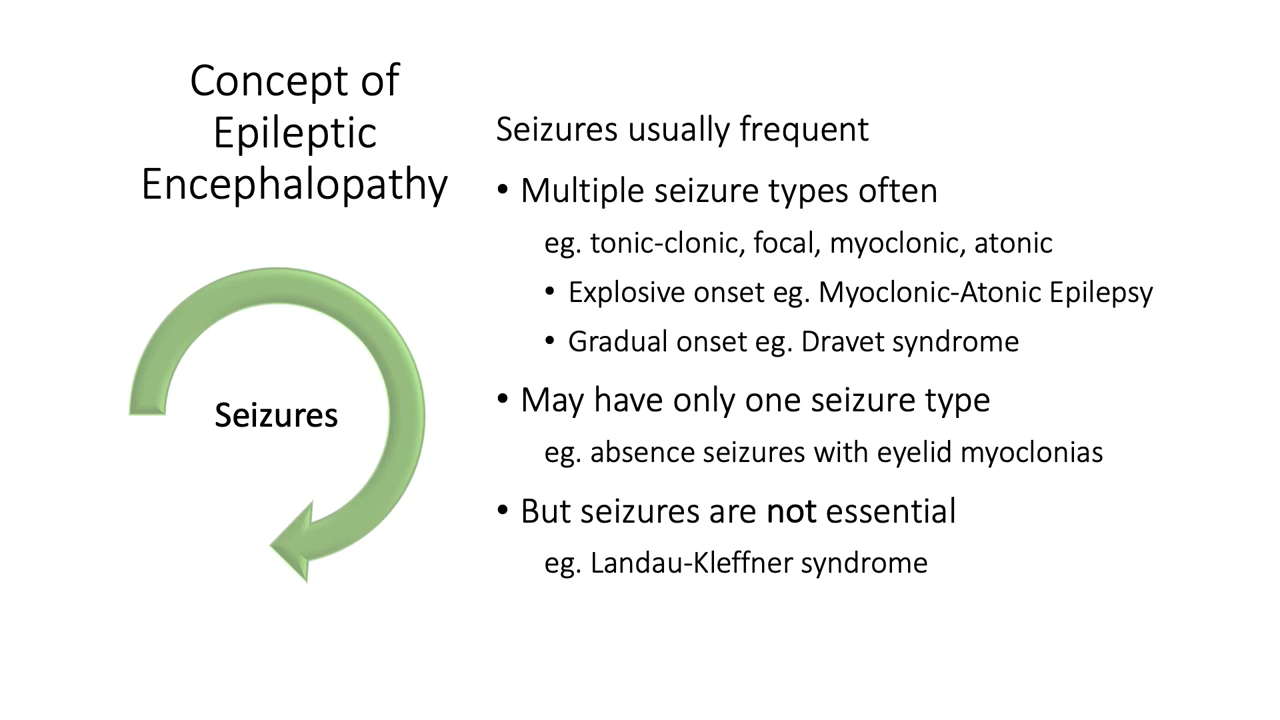 Concept of
Epileptic
Encephalopathy
Seizures
Seizures usually frequent
• Multiple seizure types often
eg. tonic-clonic, focal, myoclonic, atonic
• Explosive onset eg. Myoclonic-Atonic Epilepsy
• Gradual onset eg. Dravet syndrome
• May have only one seizure type
eg. absence seizures with eyelid myoclonias
• But seizures are not essential
eg. Landau-Kleffner syndrome